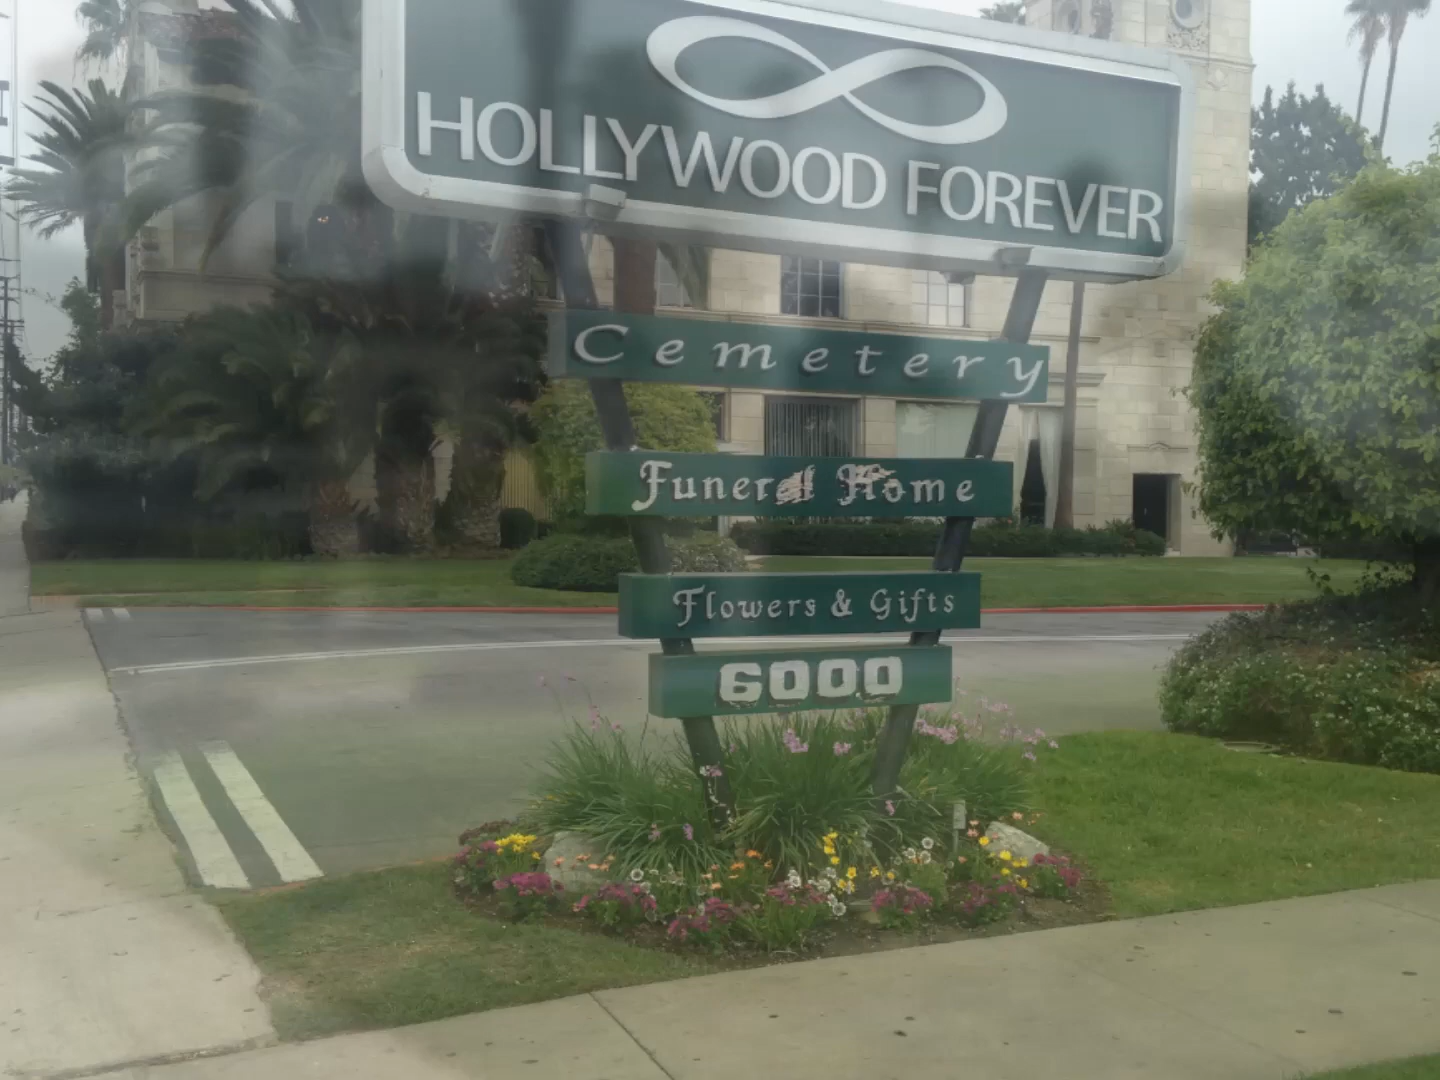 HOLLYWOOD FOREVER
Cemetery
Funeral Home
Flowers & Gifts
6000